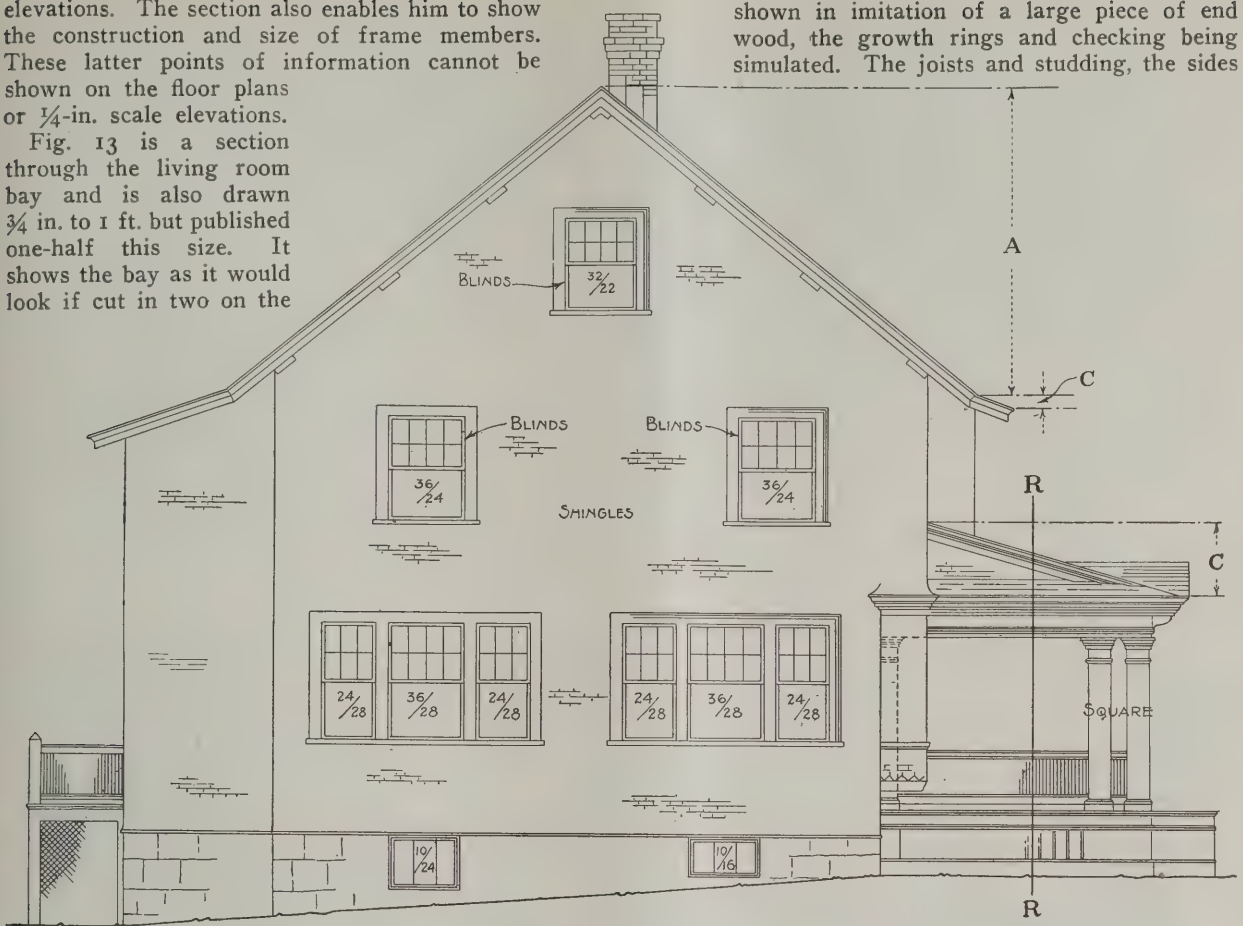 elevations. The section also enables him to show
the construction and size of frame members.
These latter points of information cannot be
shown on the floor plans
or ¼-in. scale elevations.
Fig. 13 is a section
through the living room
bay and is also drawn
¾ in. to 1 ft. but published
one-half this size. It
shows the bay as it would
look if cut in two on the
shown in imitation of a large piece of end
wood, the growth rings and checking being
simulated. The joists and studding, the sides
A
BLINDS
32/22
C
BLINDS
BLINDS
36/24
36/24
SHINGLES
R
C
24/28
36/28
24/28
24/28
36/28
24/28
SQUARE
10/24
10/16
R